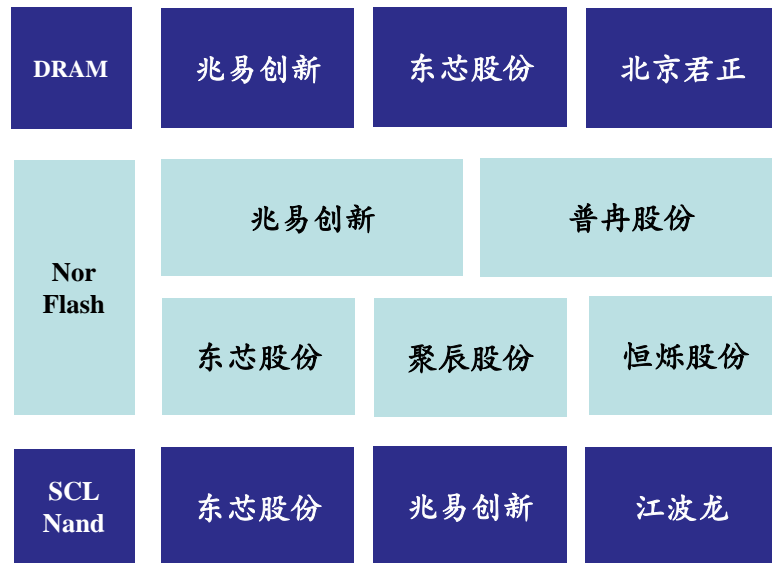 DRAM
兆易创新
东芯股份
北京君正
Nor
Flash
兆易创新
普冉股份
东芯股份
聚辰股份
恒烁股份
SCL
Nand
东芯股份
兆易创新
江波龙